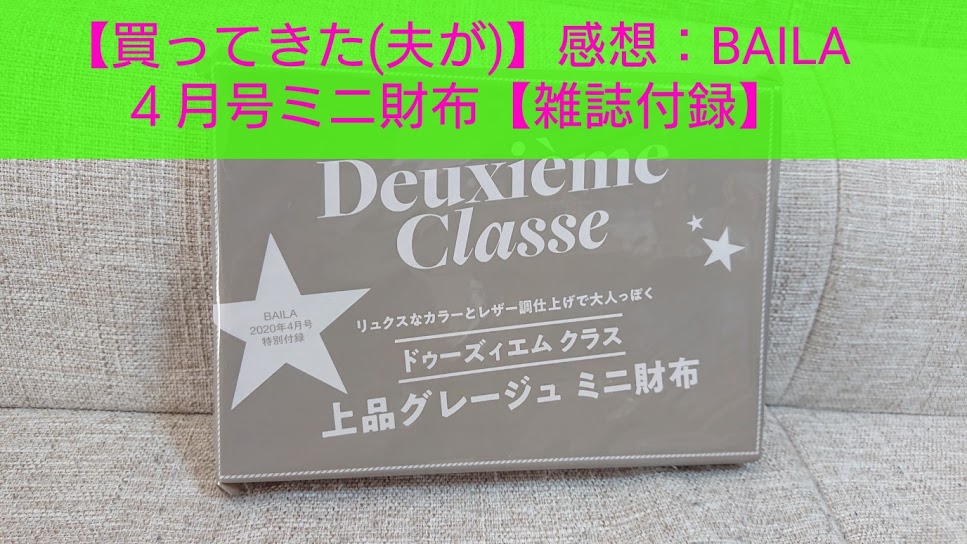 【買ってきた(夫が)】感想：BAILA
４月号ミニ財布【雑誌付録】
Deuxième
Classe
BAILA
2020年4月号
特別付録
リュクスなカラーとレザー調仕上げで大人っぽく
ドゥーズィエム クラス
上品グレージュ ミニ財布